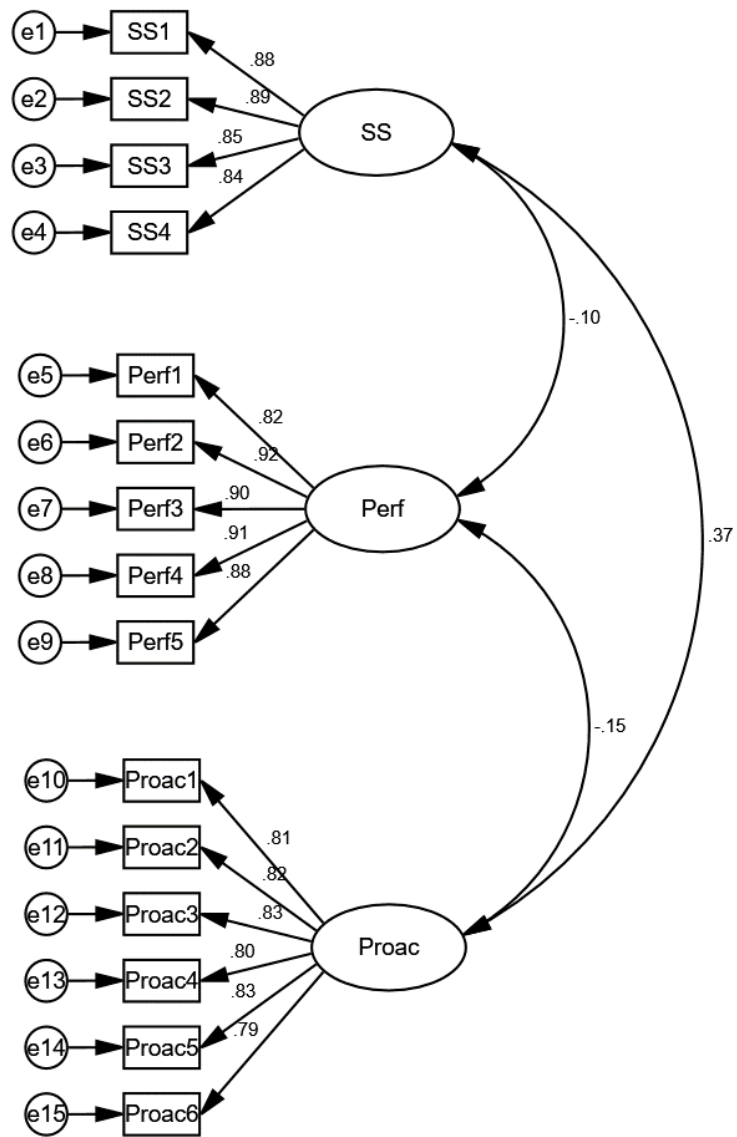 e1 SS1
.88
e2 SS2 .89
SS
e3 SS3 .85
.84
e4 SS4
-.10
e5 Perf1
.82
e6 Perf2 .92
e7 Perf3 .90 Perf
.37
.91
e8 Perf4 .88
e9 Perf5
-.15
e10 Proac1
.81
e11 Proac2 .82
e12 Proac3 .83
Proac
.80
e13 Proac4 .83
.79
e14 Proac5
e15 Proac6